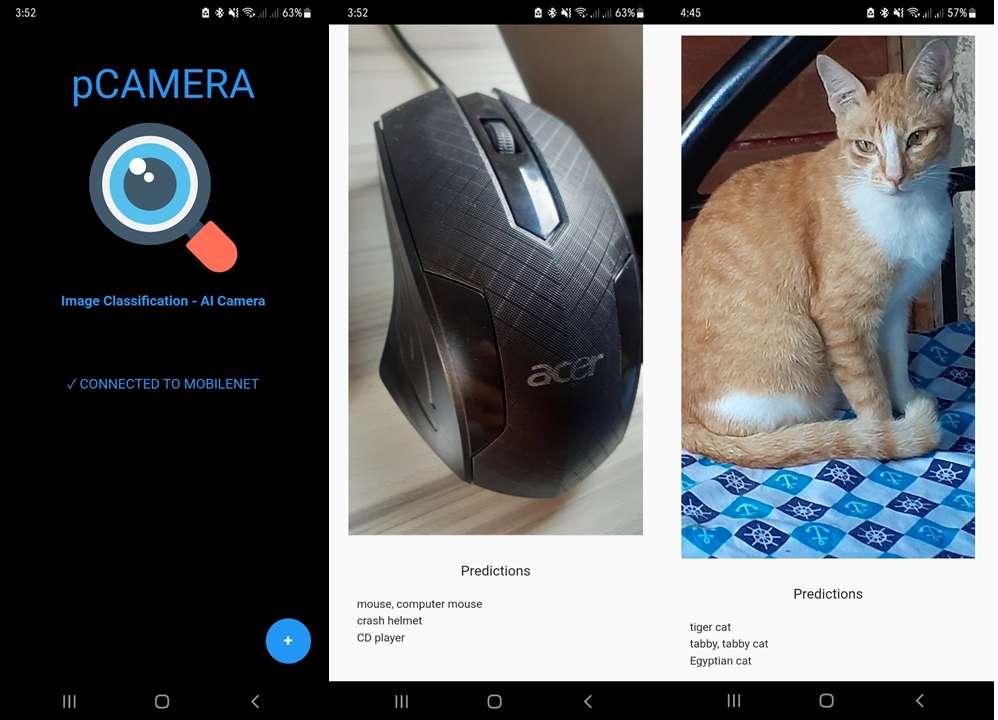 3:52
63%
pCAMERA
Image Classification - AI Camera
✓ CONNECTED TO MOBILENET
+
3:52
63%
acer
Predictions
mouse, computer mouse
crash helmet
CD player
4:45
57%
Predictions
tiger cat
tabby, tabby cat
Egyptian cat